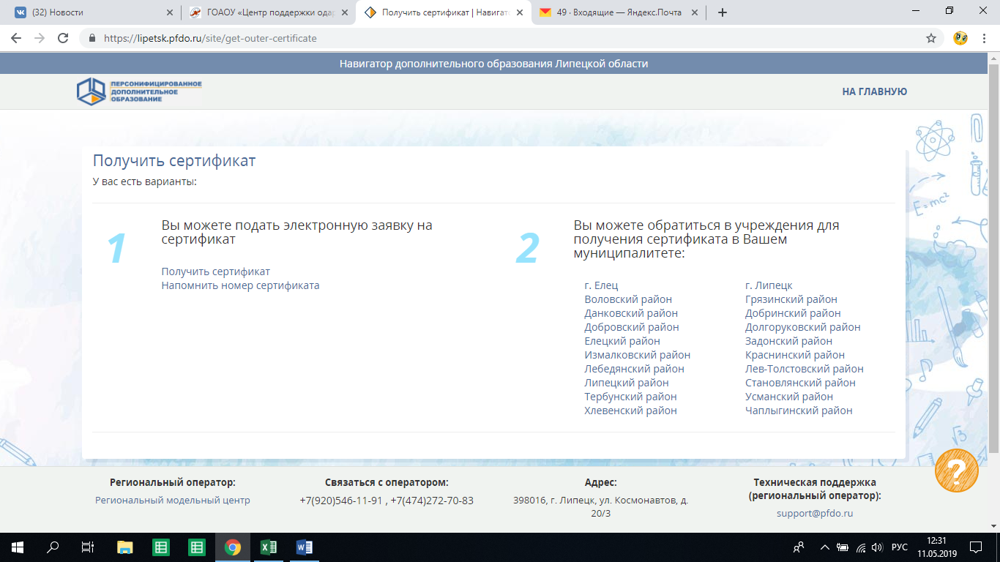 (32) Новости
ГОАОУ «Центр поддержки одар
Получить сертификат | Навигат
49 · Входящие — Яндекс.Почта
https://lipetsk.pfdo.ru/site/get-outer-certificate
Навигатор дополнительного образования Липецкой области
ПЕРСОНИФИЦИРОВАННОЕ
ДОПОЛНИТЕЛЬНОЕ
ОБРАЗОВАНИЕ
НА ГЛАВНУЮ
Получить сертификат
У вас есть варианты:
1
Вы можете подать электронную заявку на
сертификат
Получить сертификат
Напомнить номер сертификата
2
Вы можете обратиться в учреждения для
получения сертификата в Вашем
муниципалитете:
г. Елец
Воловский район
Данковский район
Добровский район
Елецкий район
Измалковский район
Лебедянский район
Липецкий район
Тербунский район
Хлевенский район
г. Липецк
Грязинский район
Добринский район
Долгоруковский район
Задонский район
Краснинский район
Лев-Толстовский район
Становлянский район
Усманский район
Чаплыгинский район
E=mc²
√3
?
Региональный оператор:
Региональный модельный центр
Связаться с оператором:
+7(920)546-11-91 , +7(474)272-70-83
Адрес:
398016, г. Липецк, ул. Космонавтов, д.
20/3
Техническая поддержка
(региональный оператор):
support@pfdo.ru
РУС
12:31
11.05.2019